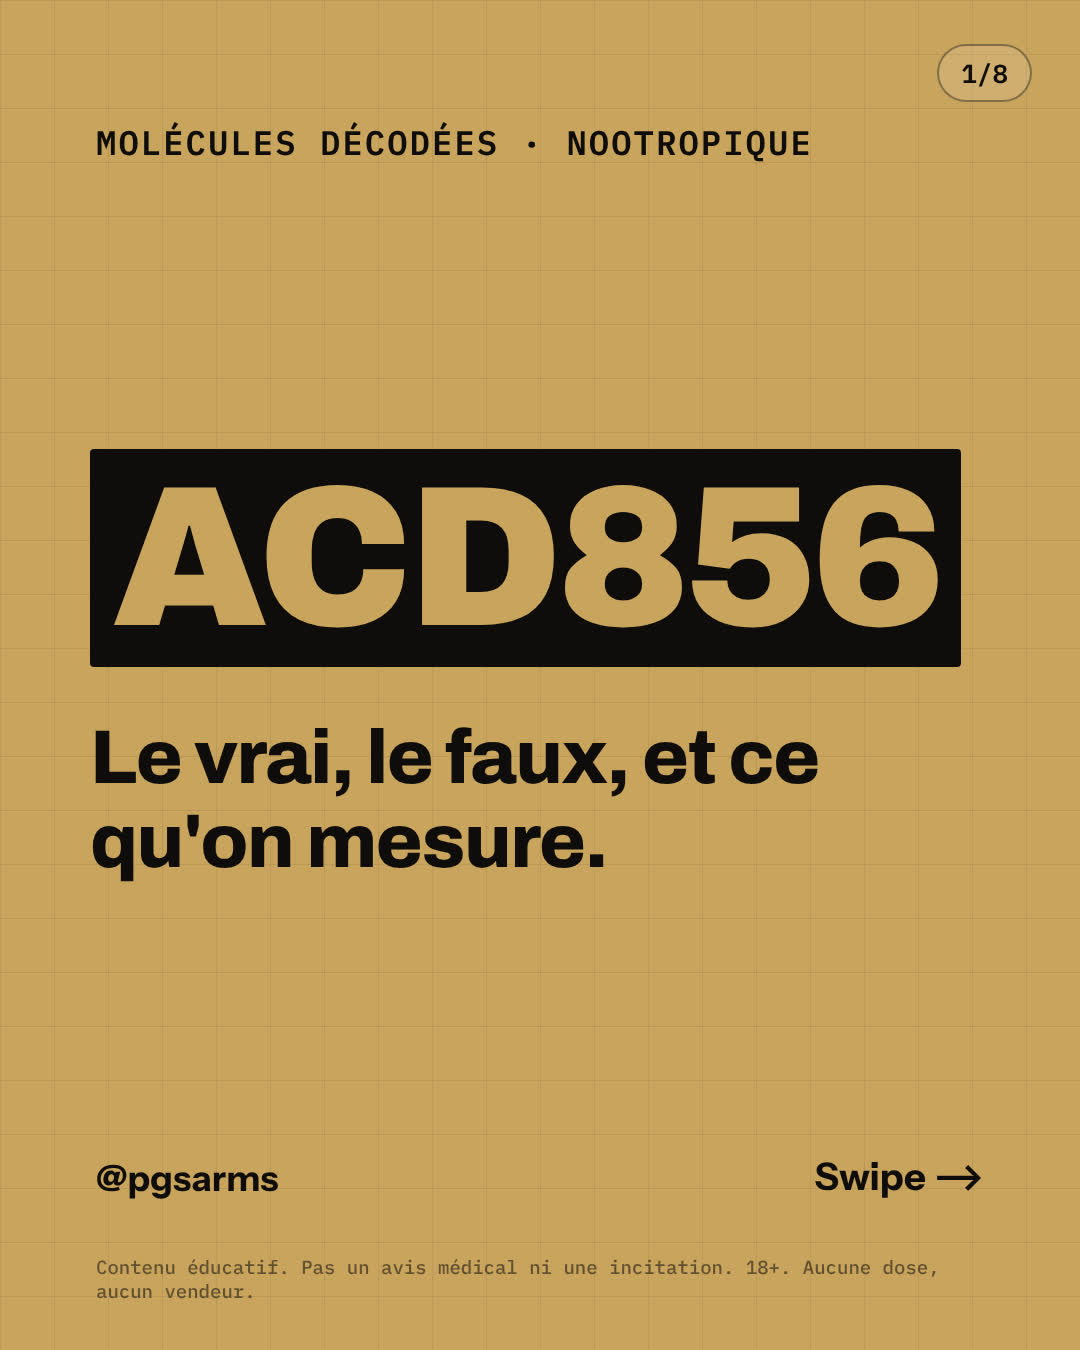 1/8
MOLÉCULES DÉCODÉES · NOOTROPIQUE
ACD856
Le vrai, le faux, et ce
qu'on mesure.
@pgsarms
Swipe →
Contenu éducatif. Pas un avis médical ni une incitation. 18+. Aucune dose,
aucun vendeur.